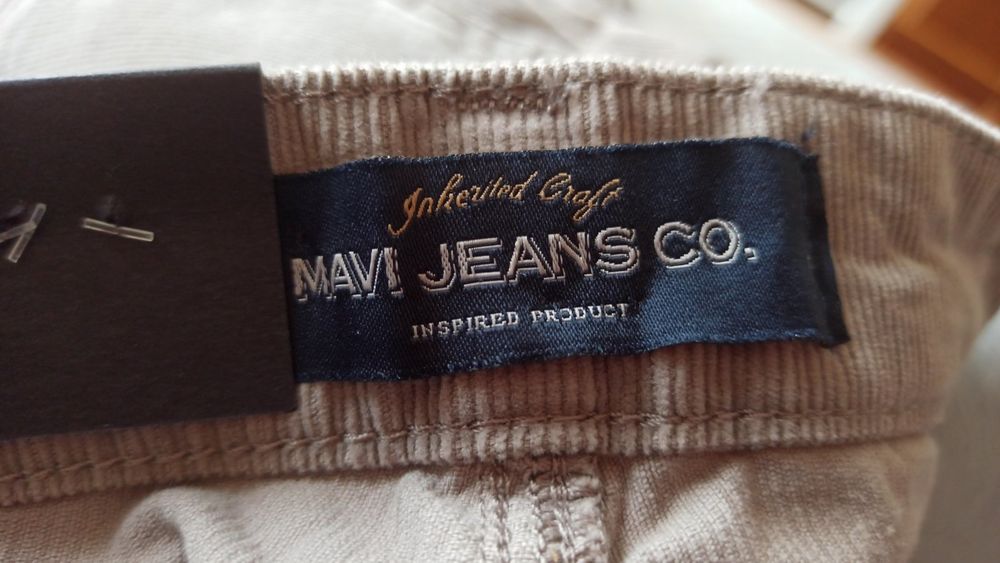 Inherited Craft
MAVI JEANS CO.
INSPIRED PRODUCT